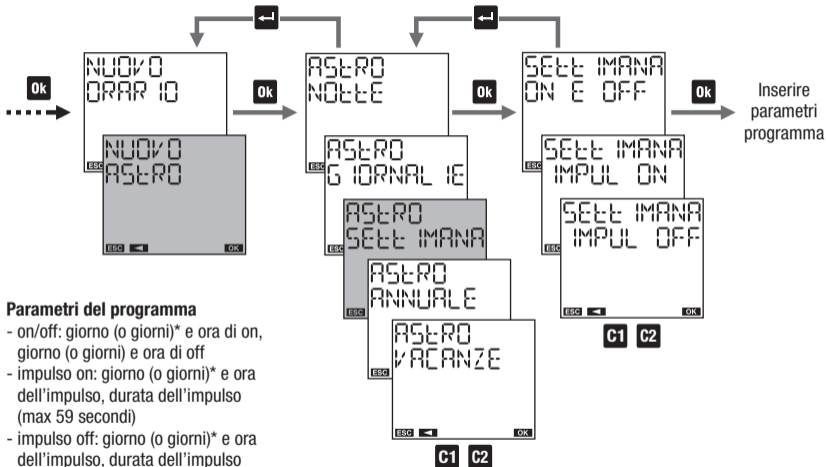 Ok
NUOVO
ORARIO
ESC
NUOVO
ASTRO
ESC OK
Ok
ASTRO
NOTTE
ASTRO
GIORNALIE
ESC
ASTRO
SETTIMANA
ESC
ASTRO
ANNUALE
ESC
ASTRO
VACANZE
ESC OK
C1 C2
Ok
SETTIMANA
ON E OFF
SETTIMANA
IMPUL ON
ESC
SETTIMANA
IMPUL OFF
ESC OK
C1 C2
Ok
Inserire
parametri
programma
Parametri del programma
- on/off: giorno (o giorni)* e ora di on,
giorno (o giorni) e ora di off
- impulso on: giorno (o giorni)* e ora
dell'impulso, durata dell'impulso
(max 59 secondi)
- impulso off: giorno (o giorni)* e ora
dell'impulso, durata dell'impulso